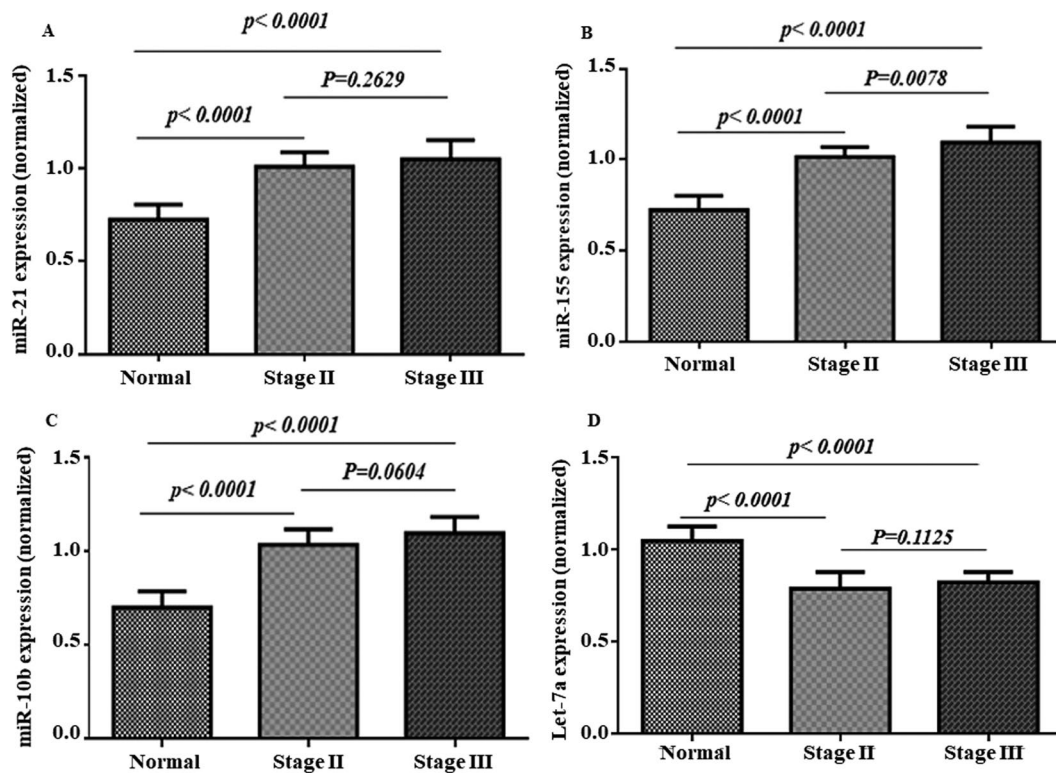 A
p< 0.0001
P=0.2629
p< 0.0001
miR-21 expression (normalized)
1.5
1.0
0.5
0.0
Normal Stage II Stage III
B
p< 0.0001
P=0.0078
p< 0.0001
miR-155 expression (normalized)
1.5
1.0
0.5
0.0
Normal Stage II Stage III
C
p< 0.0001
P=0.0604
p< 0.0001
miR-10b expression (normalized)
1.5
1.0
0.5
0.0
Normal Stage II Stage III
D
p< 0.0001
p< 0.0001
P=0.1125
Let-7a expression (normalized)
1.5
1.0
0.5
0.0
Normal Stage II Stage III